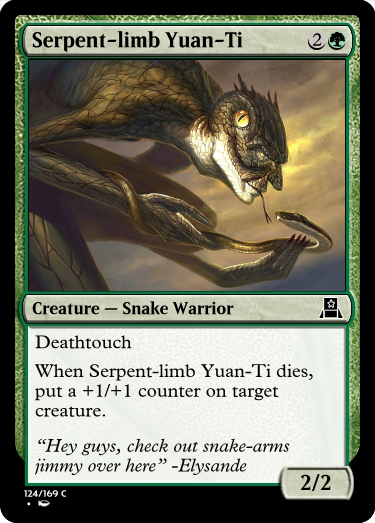 Serpent-limb Yuan-Ti 2
Creature — Snake Warrior
Deathtouch
When Serpent-limb Yuan-Ti dies,
put a +1/+1 counter on target
creature.
“Hey guys, check out snake-arms
jimmy over here” -Elysande
2/2
124/169 C